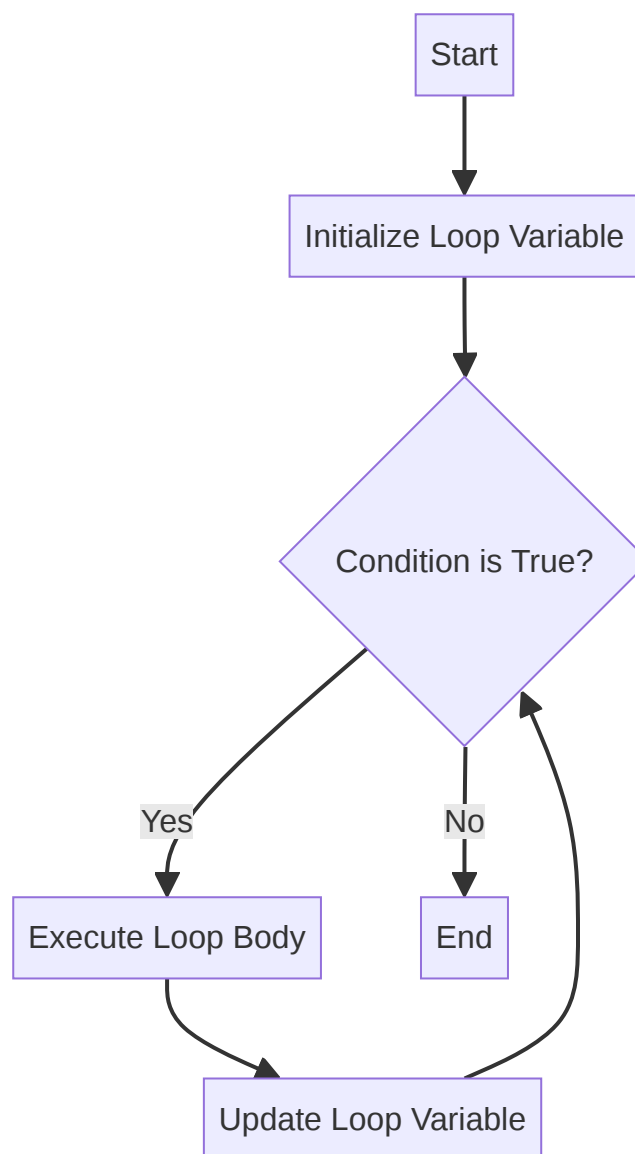 Start
Initialize Loop Variable
Condition is True?
Yes
No
Execute Loop Body
End
Update Loop Variable